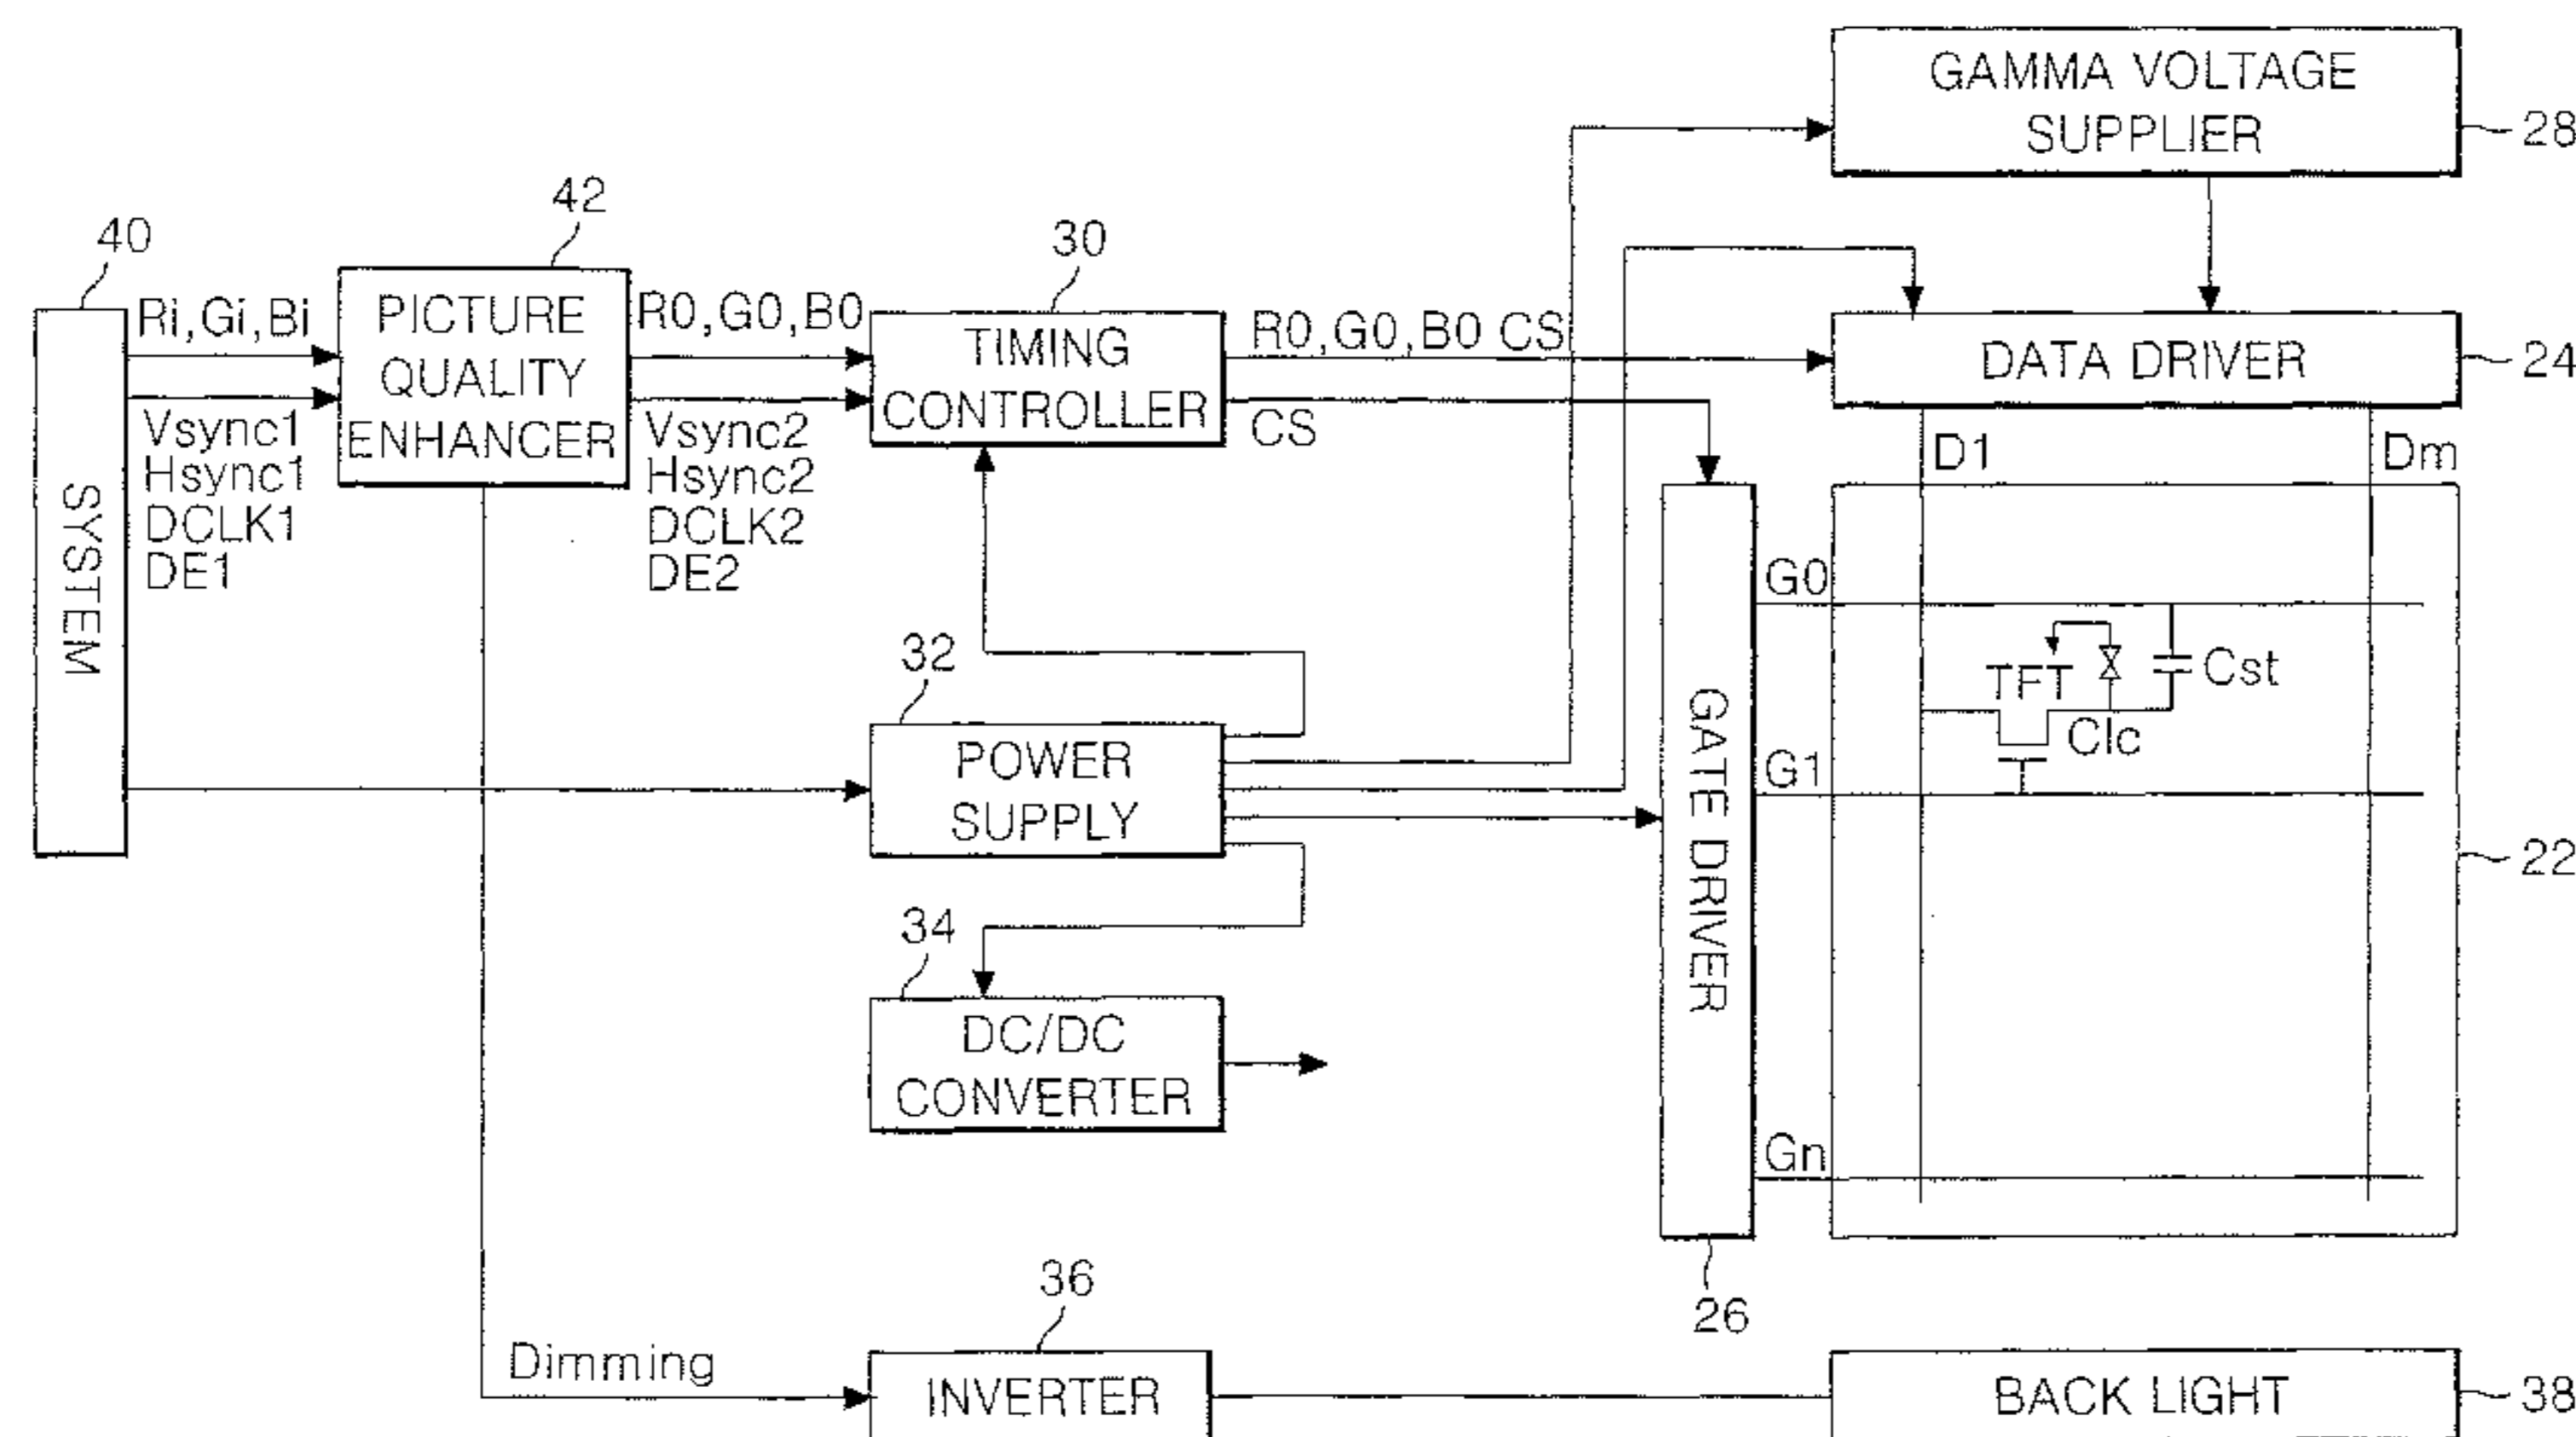 GAMMA VOLTAGE
SUPPLIER
28
42
40
30
Ri,Gi,Bi
PICTURE
QUALITY
ENHANCER
R0,G0,B0
TIMING
CONTROLLER
R0,G0,B0 CS
DATA DRIVER
24
Vsync1
Hsync1
DCLK1
DE1
Vsync2
Hsync2
DCLK2
DE2
CS
D1
Dm
SYSTEM
G0
TFT
Cst
Clc
G1
32
POWER
SUPPLY
GATE DRIVER
22
34
DC/DC
CONVERTER
Gn
26
36
Dimming
INVERTER
BACK LIGHT
38